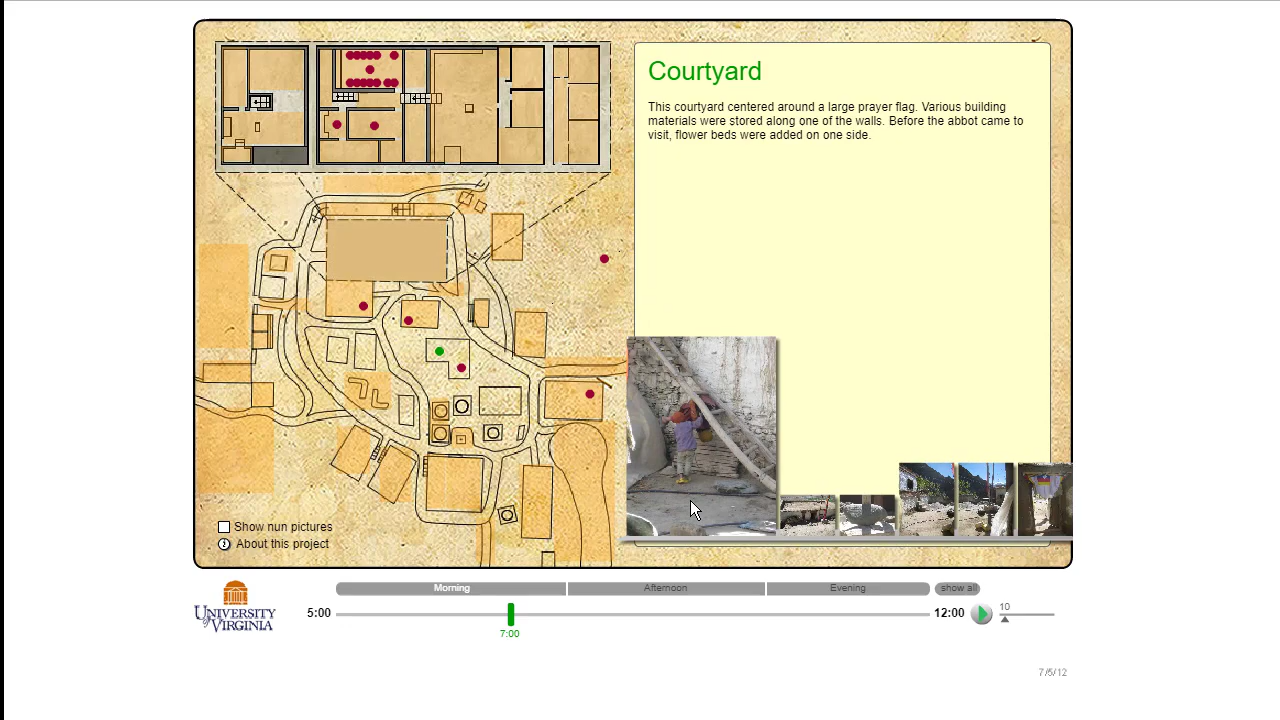 Courtyard
This courtyard centered around a large prayer flag. Various building
materials were stored along one of the walls. Before the abbot came to
visit, flower beds were added on one side.
Show nun pictures
? About this project
Morning
Afternoon
Evening
show all
UNIVERSITY
of VIRGINIA
5:00
12:00
10
7:00
7/5/12